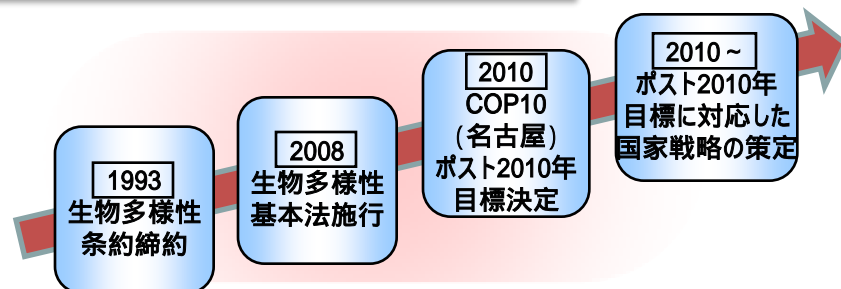 1993
生物多様性
条約締約
2008
生物多様性
基本法施行
2010
COP10
(名古屋)
ポスト2010年
目標決定
2010~
ポスト2010年
目標に対応した
国家戦略の策定